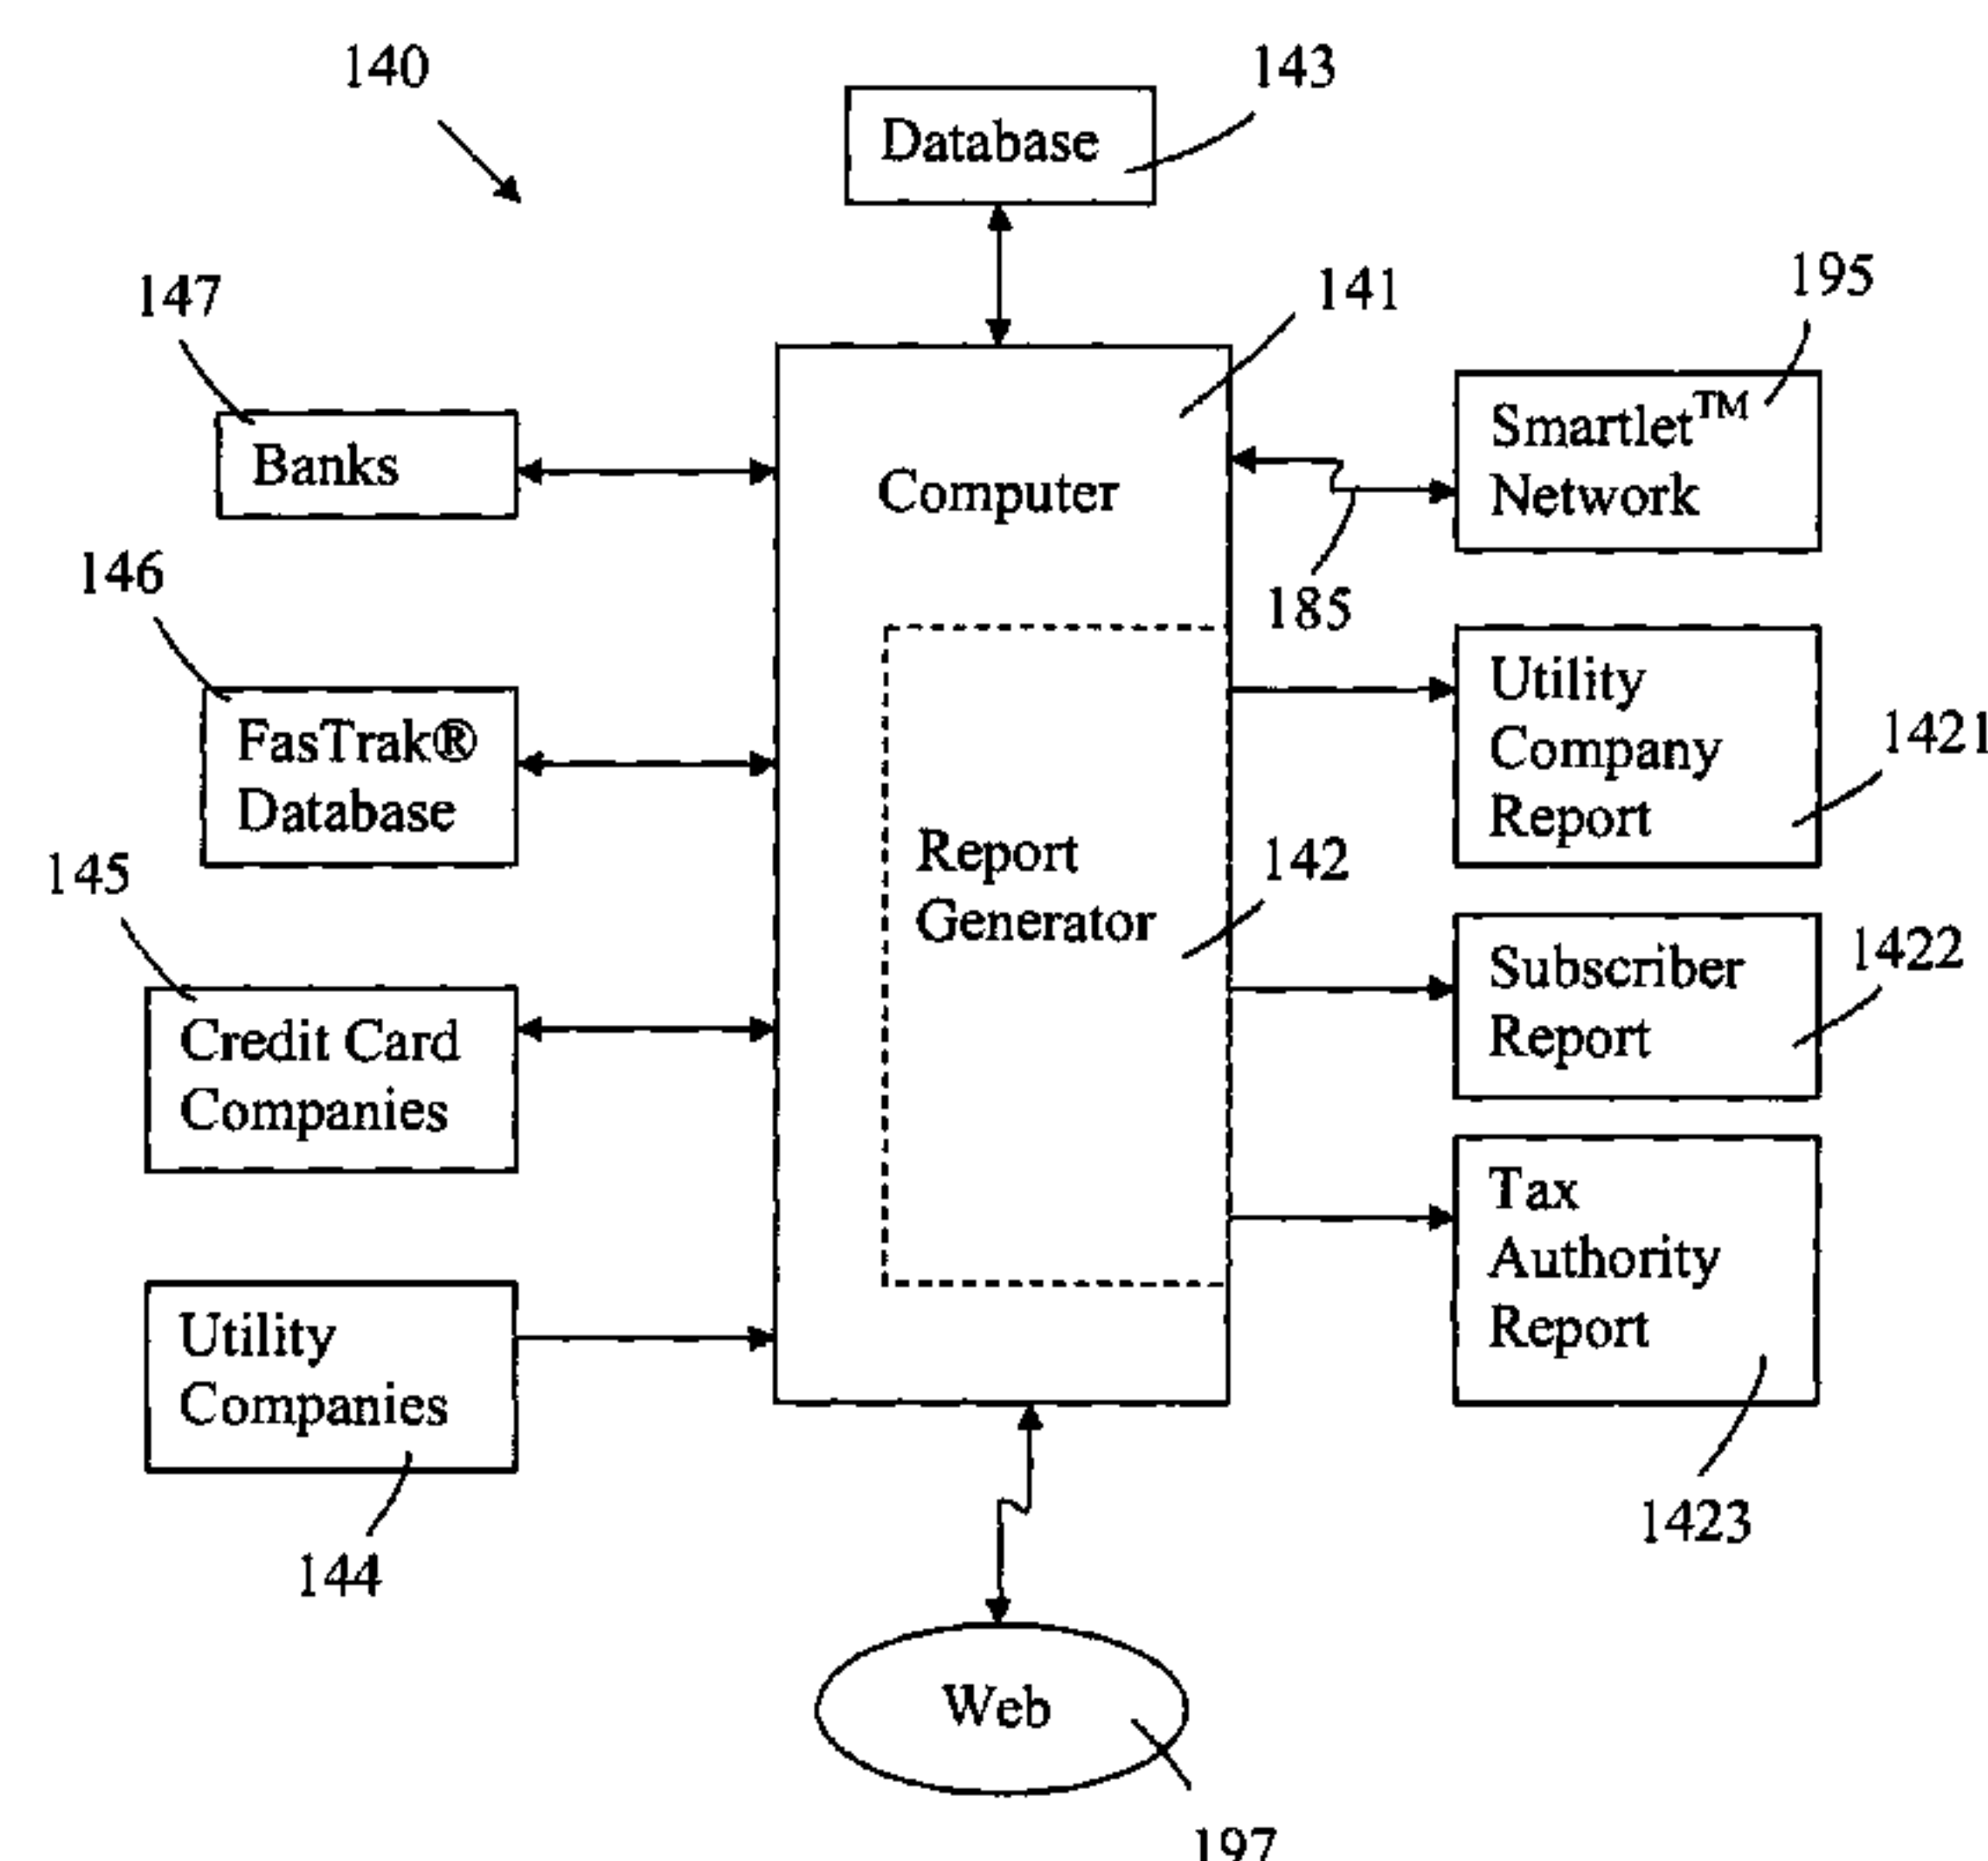 140
143
Database
147
141
195
Banks
Computer
Smartlet™
Network
146
185
FasTrak®
Database
Utility
Company
Report
1421
145
Report
Generator
142
Credit Card
Companies
Subscriber
Report
1422
Utility
Companies
Tax
Authority
Report
144
1423
Web
197